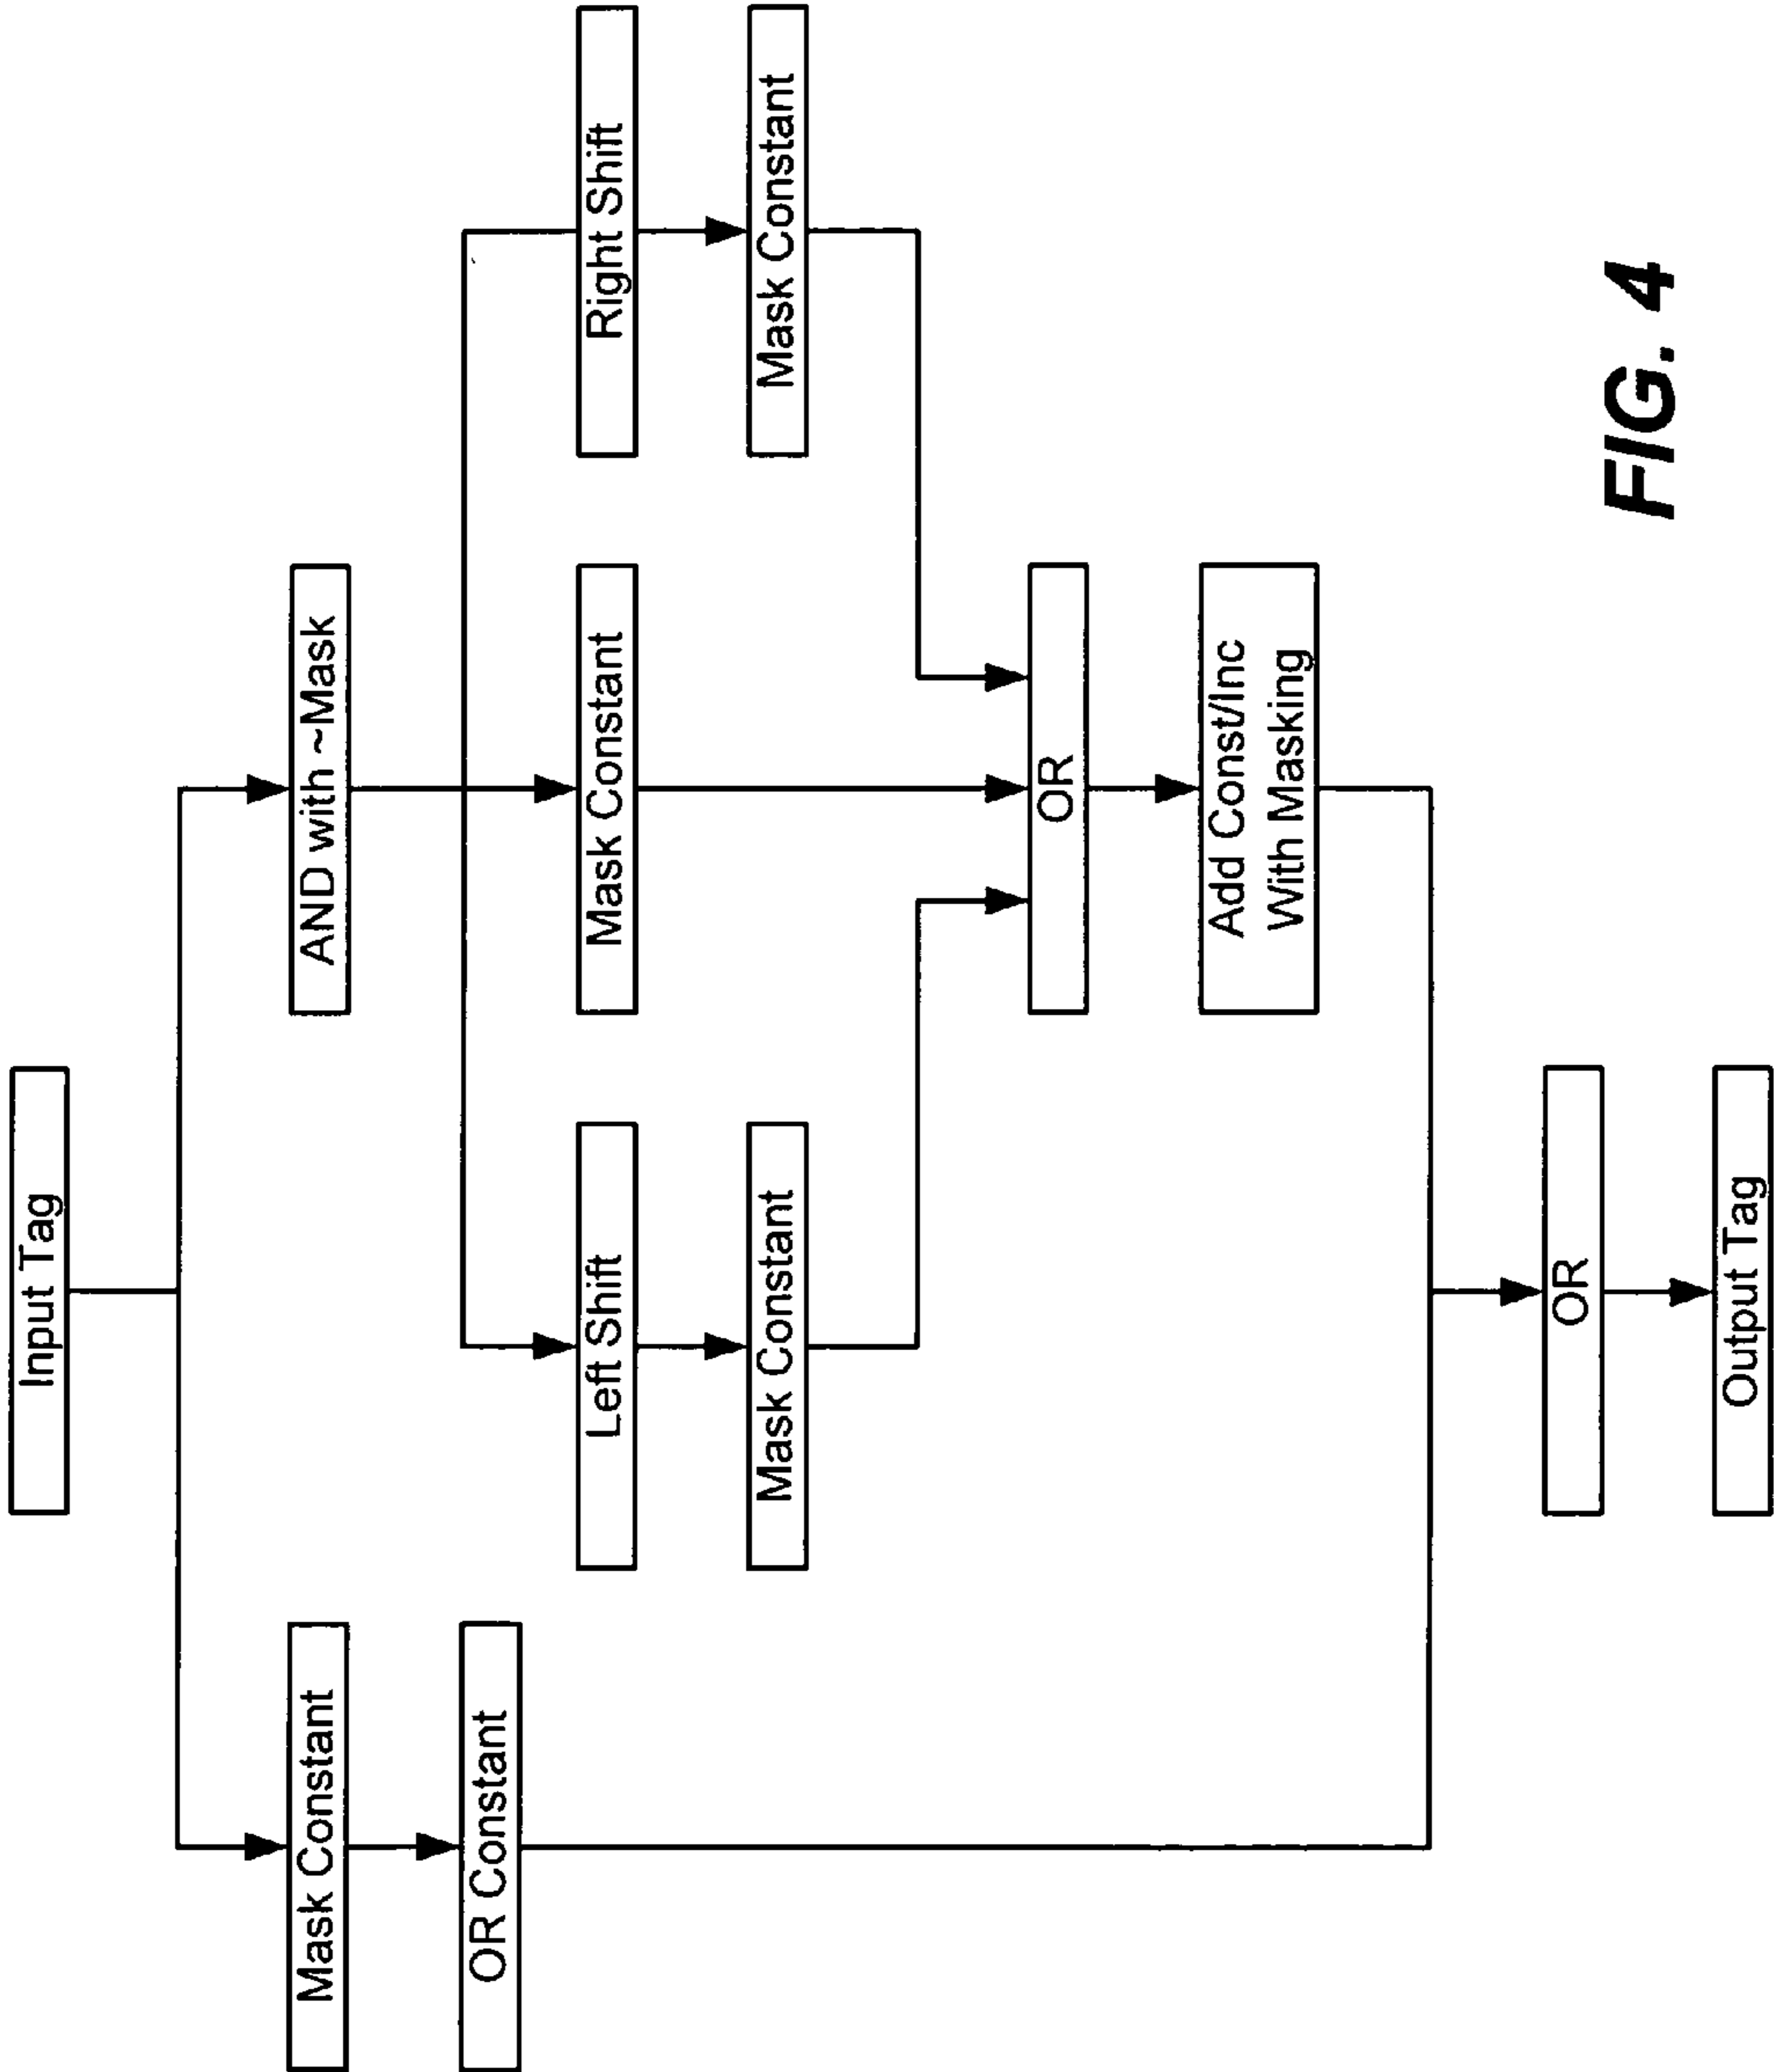 Input Tag
Mask Constant
AND with ~Mask
OR Constant
Left Shift
Mask Constant
Right Shift
Mask Constant
Mask Constant
OR
Add Const/Inc
With Masking
OR
Output Tag
FIG. 4